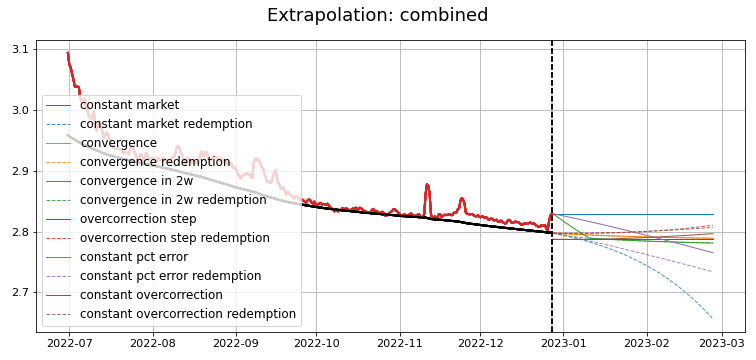 Extrapolation: combined
3.1
3.0
2.9
2.8
2.7
constant market
constant market redemption
convergence
convergence redemption
convergence in 2w
convergence in 2w redemption
overcorrection step
overcorrection step redemption
constant pct error
constant pct error redemption
constant overcorrection
constant overcorrection redemption
2022-07 2022-08 2022-09 2022-10 2022-11 2022-12 2023-01 2023-02 2023-03